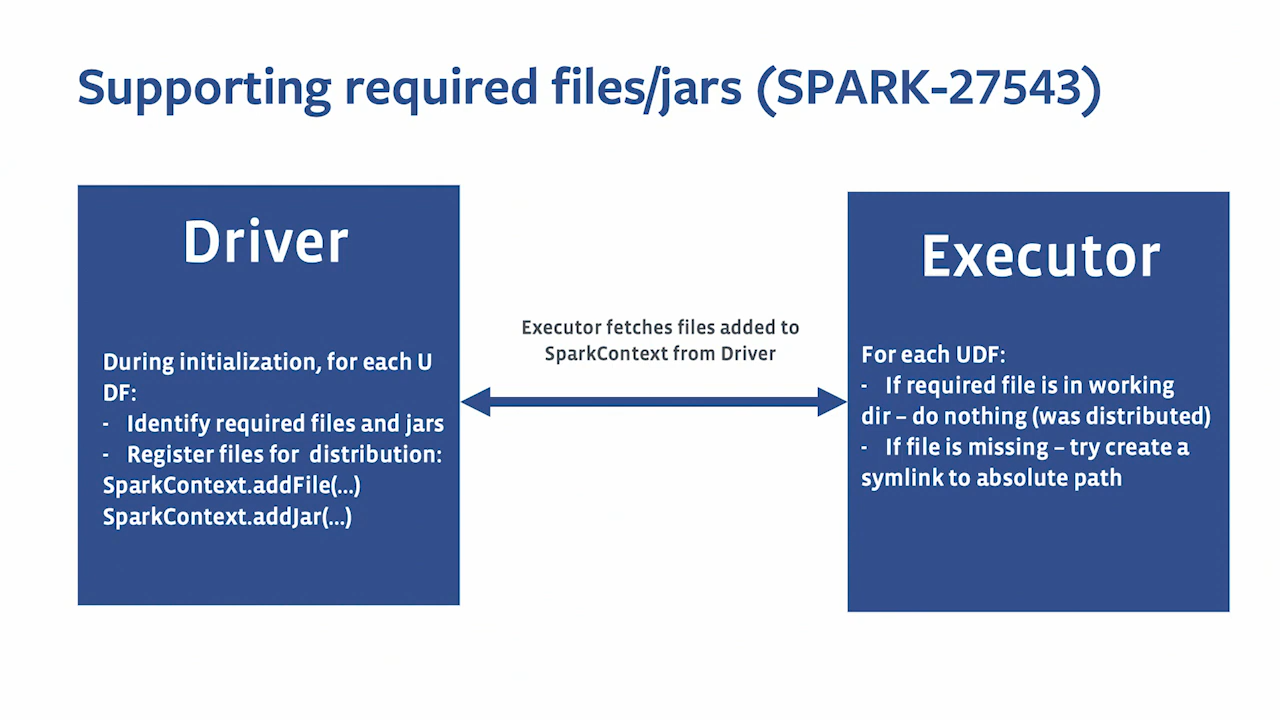 Supporting required files/jars (SPARK-27543)
Driver
During initialization, for each U
DF:
- Identify required files and jars
- Register files for distribution:
SparkContext.addFile(...)
SparkContext.addJar(...)
Executor fetches files added to
SparkContext from Driver
Executor
For each UDF:
- If required file is in working
dir – do nothing (was distributed)
- If file is missing – try create a
symlink to absolute path